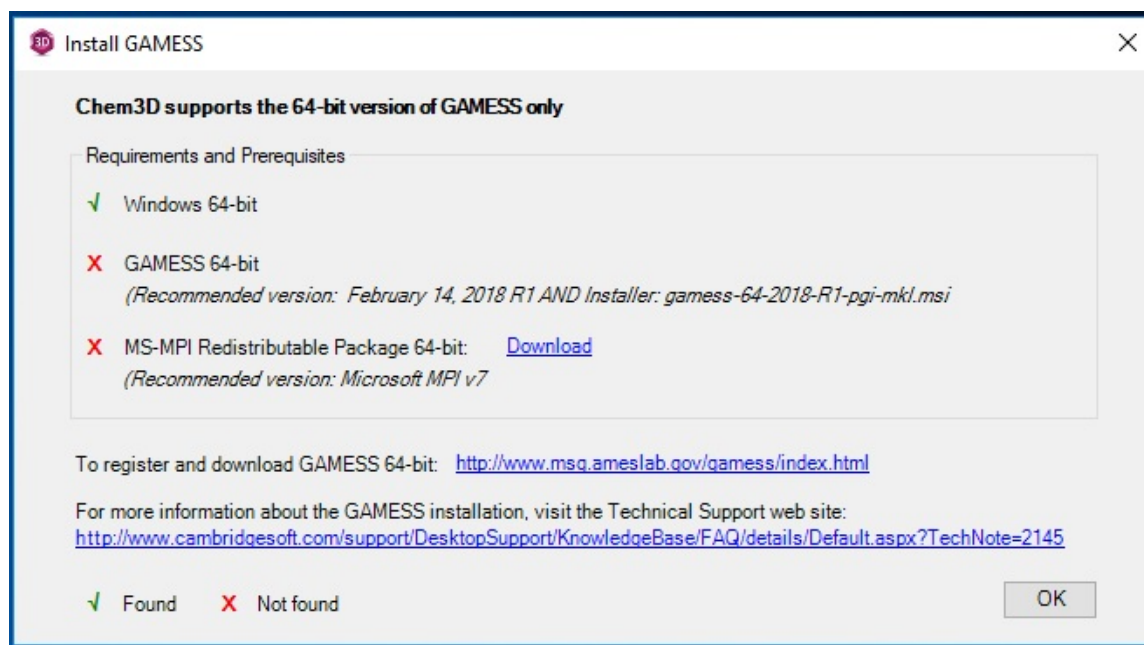 3D Install GAMESS
Chem3D supports the 64-bit version of GAMESS only
Requirements and Prerequisites
√ Windows 64-bit
X GAMESS 64-bit
(Recommended version: February 14, 2018 R1 AND Installer: gamess-64-2018-R1-pgi-mkl.msi
X MS-MPI Redistributable Package 64-bit: Download
(Recommended version: Microsoft MPI v7
To register and download GAMESS 64-bit: http://www.msg.ameslab.gov/gamess/index.html
For more information about the GAMESS installation, visit the Technical Support web site:
http://www.cambridgesoft.com/support/DesktopSupport/KnowledgeBase/FAQ/details/Default.aspx?TechNote=2145
√ Found X Not found
OK